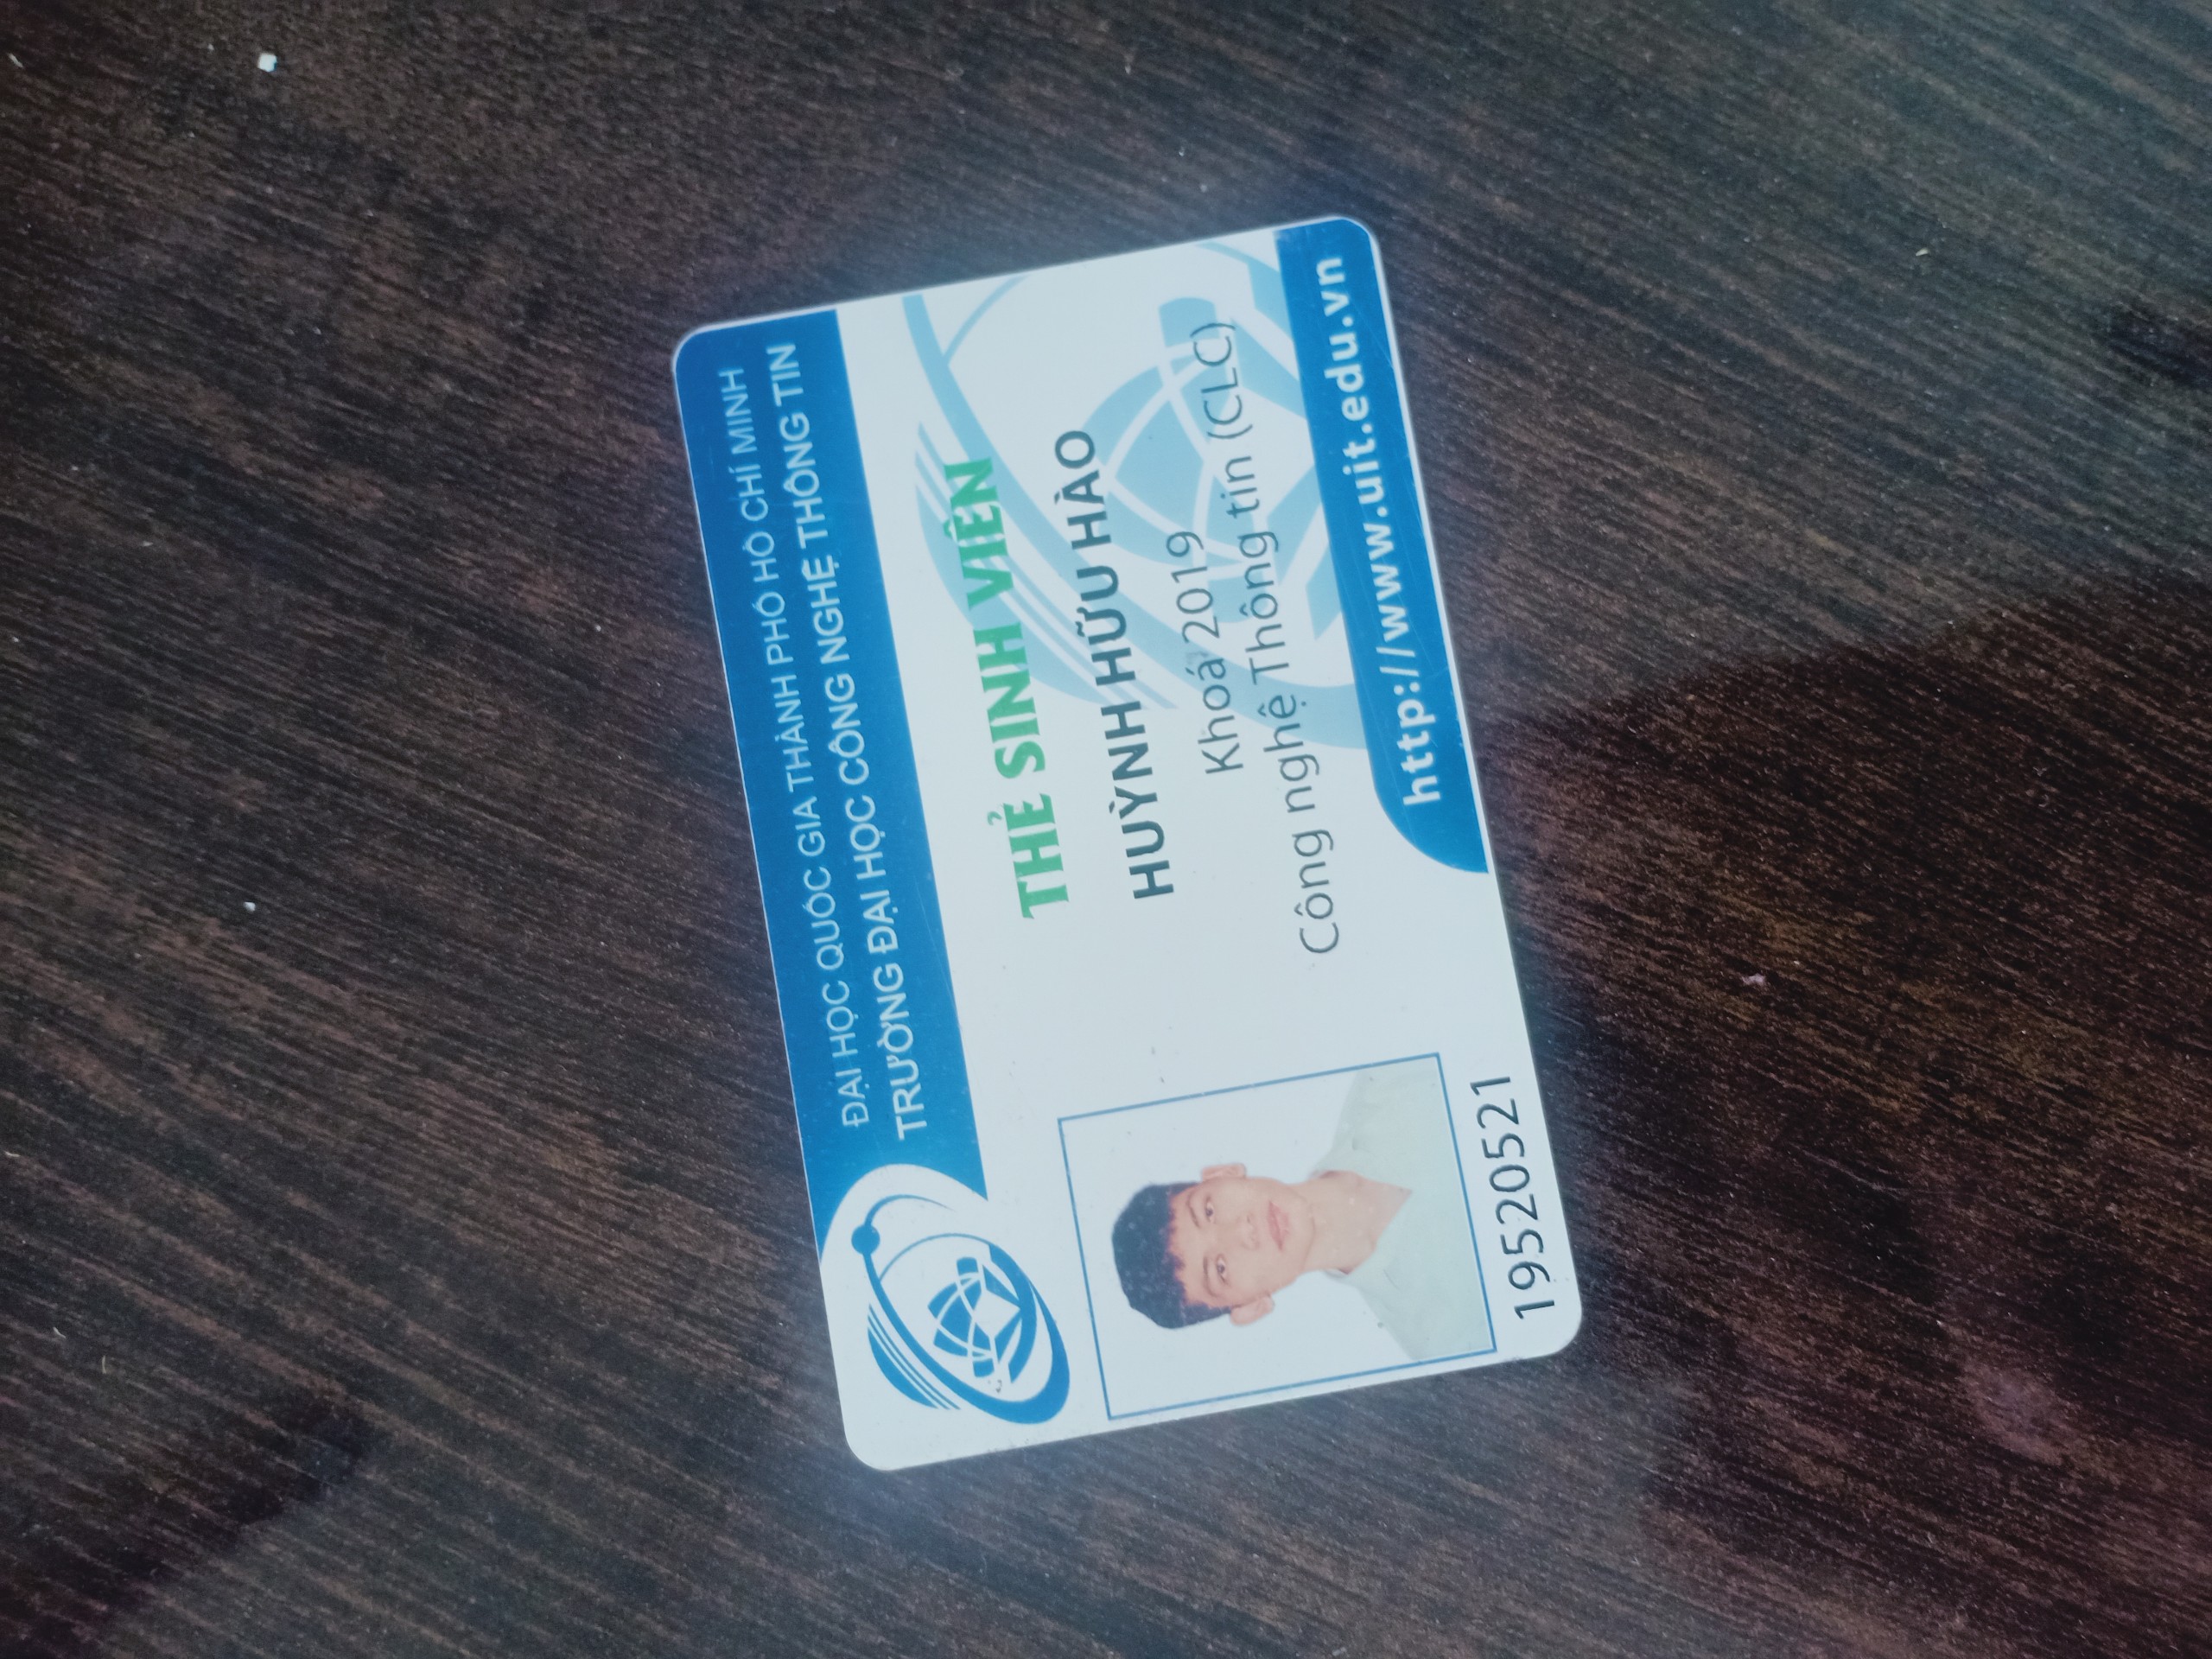 ĐẠI HỌC QUỐC GIA THÀNH PHỐ HỒ CHÍ MINH
TRƯỜNG ĐẠI HỌC CÔNG NGHỆ THÔNG TIN
THẺ SINH VIÊN
HUỲNH HỮU HÀO
Khoá 2019
Công nghệ Thông tin (CLC)
http://www.uit.edu.vn
19520521